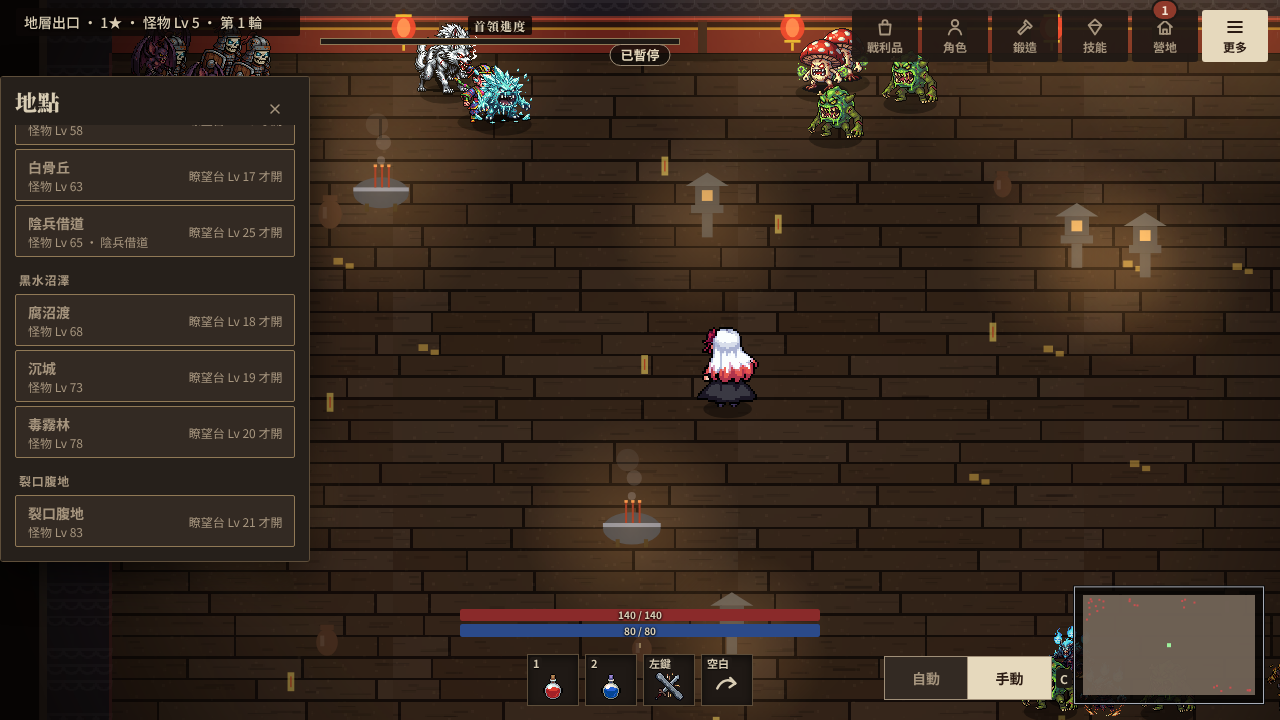 地層出口 · 1★ · 怪物 Lv 5 · 第 1 輪
首領進度
已暫停
戰利品
角色
鍛造
技能
1
營地
更多
地點
×
怪物 Lv 58
白骨丘
怪物 Lv 63
瞭望台 Lv 17 才開
陰兵借道
怪物 Lv 65 · 陰兵借道
瞭望台 Lv 25 才開
黑水沼澤
腐沼渡
怪物 Lv 68
瞭望台 Lv 18 才開
沉城
怪物 Lv 73
瞭望台 Lv 19 才開
毒霧林
怪物 Lv 78
瞭望台 Lv 20 才開
裂口腹地
裂口腹地
怪物 Lv 83
瞭望台 Lv 21 才開
140 / 140
80 / 80
1
2
左鍵
空白
自動
手動
C